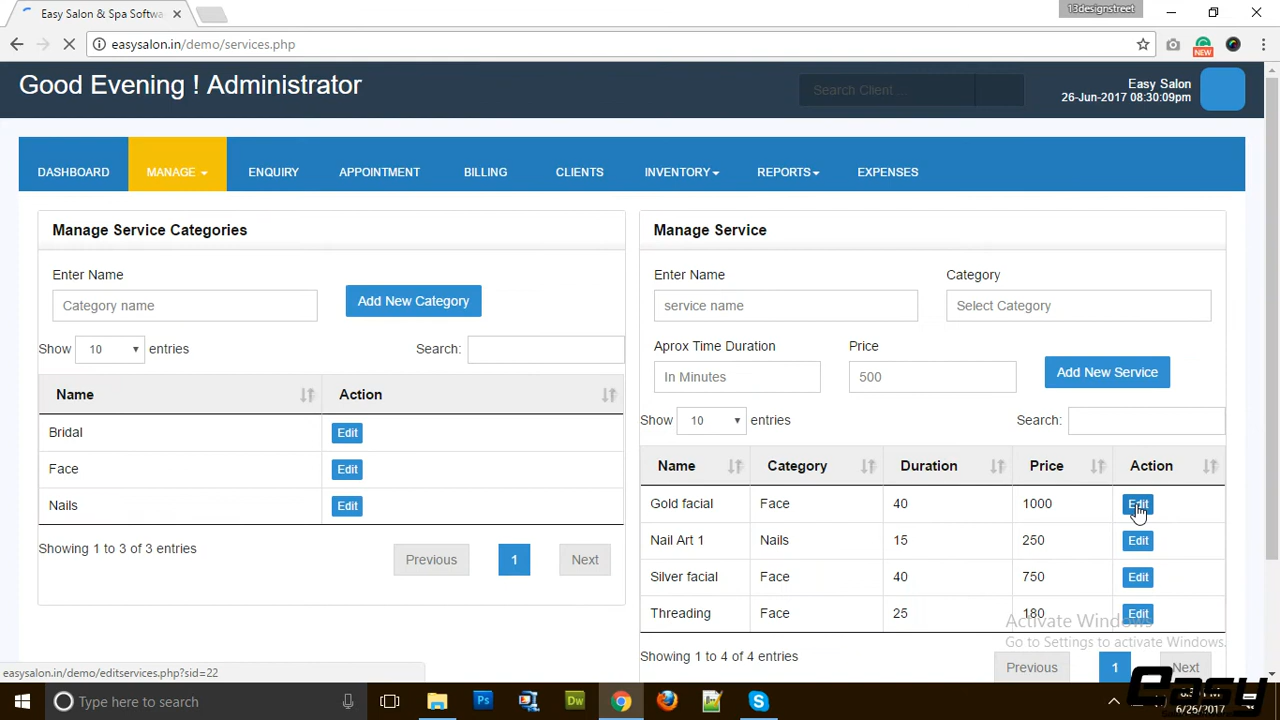 Easy Salon & Spa Softwa
13designstreet
easysalon.in/demo/services.php
NEW
Good Evening ! Administrator
Search Client ...
Easy Salon
26-Jun-2017 08:30:09pm
DASHBOARD MANAGE ENQUIRY APPOINTMENT BILLING CLIENTS INVENTORY REPORTS EXPENSES
Manage Service Categories
Enter Name
Category name
Add New Category
Show 10 entries Search:
Name Action
Bridal Edit
Face Edit
Nails Edit
Showing 1 to 3 of 3 entries
Previous 1 Next
Manage Service
Enter Name Category
service name Select Category
Aprox Time Duration Price
In Minutes 500 Add New Service
Show 10 entries Search:
Name Category Duration Price Action
Gold facial Face 40 1000 Edit
Nail Art 1 Nails 15 250 Edit
Silver facial Face 40 750 Edit
Threading Face 25 180 Edit
Activate Windows
Go to Settings to activate Windows.
Showing 1 to 4 of 4 entries
Previous 1 Next
easysalon.in/demo/editservices.php?sid=22
Type here to search
Ps Dw
easy
6/26/2017